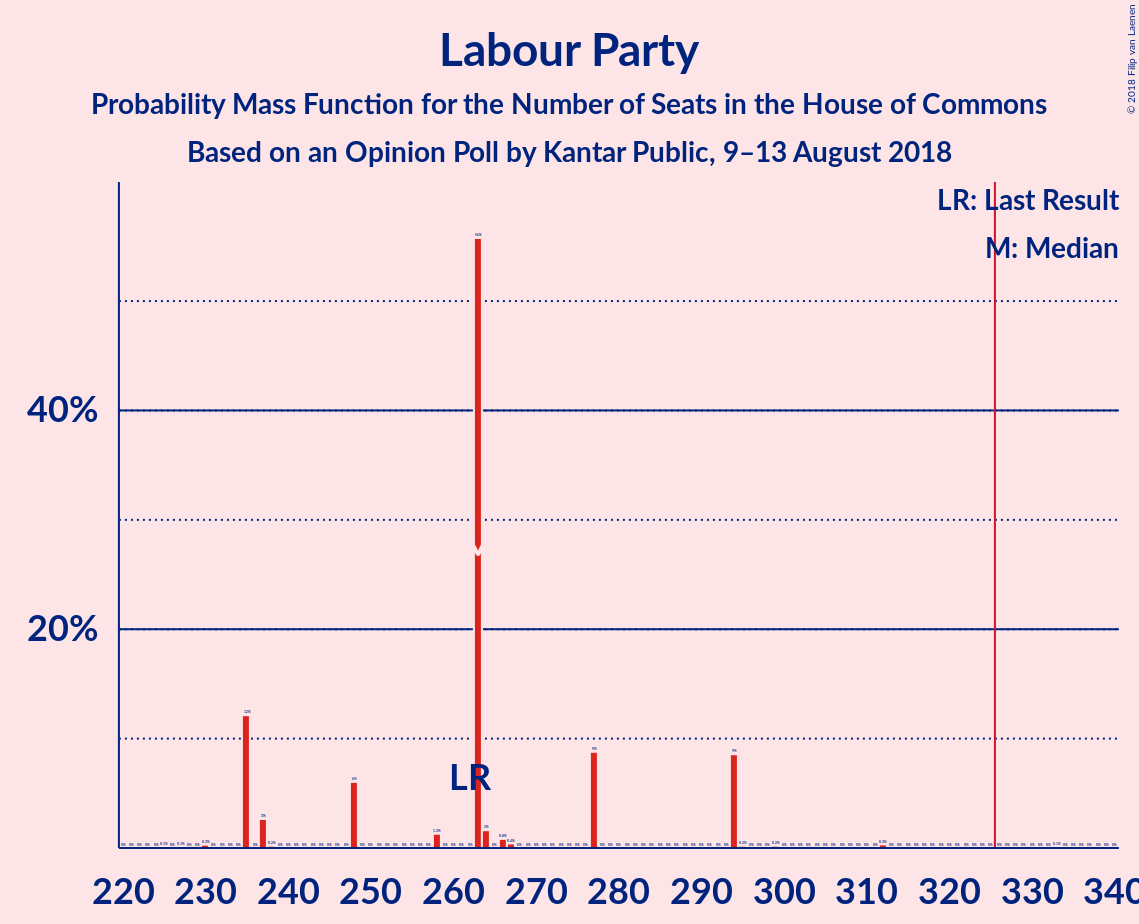 Labour Party
Probability Mass Function for the Number of Seats in the House of Commons
Based on an Opinion Poll by Kantar Public, 9–13 August 2018
© 2018 Filip van Laenen
LR: Last Result
M: Median
40%
20%
LR
220 230 240 250 260 270 280 290 300 310 320 330 340